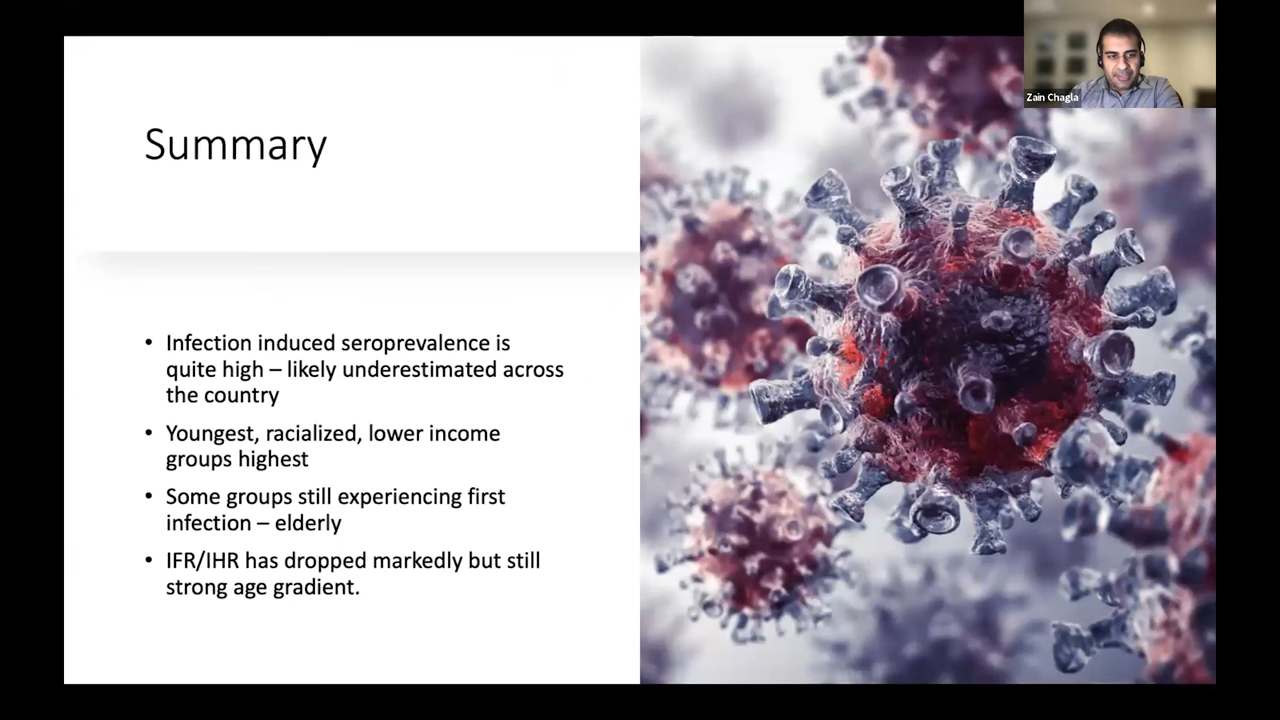 Zain Chagla
Summary
• Infection induced seroprevalence is
quite high – likely underestimated across
the country
• Youngest, racialized, lower income
groups highest
• Some groups still experiencing first
infection – elderly
• IFR/IHR has dropped markedly but still
strong age gradient.